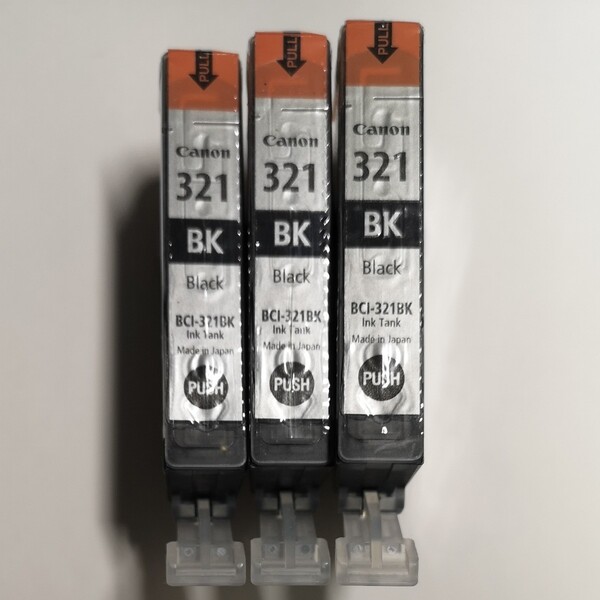 PULL
Canon
321
BK
Black
BCI-321BK
Ink Tank
Made in Japan
PUSH
PULL
Canon
321
BK
Black
BCI-321BK
Ink Tank
Made in Japan
PUSH
PULL
Canon
321
BK
Black
BCI-321BK
Ink Tank
Made in Japan
PUSH